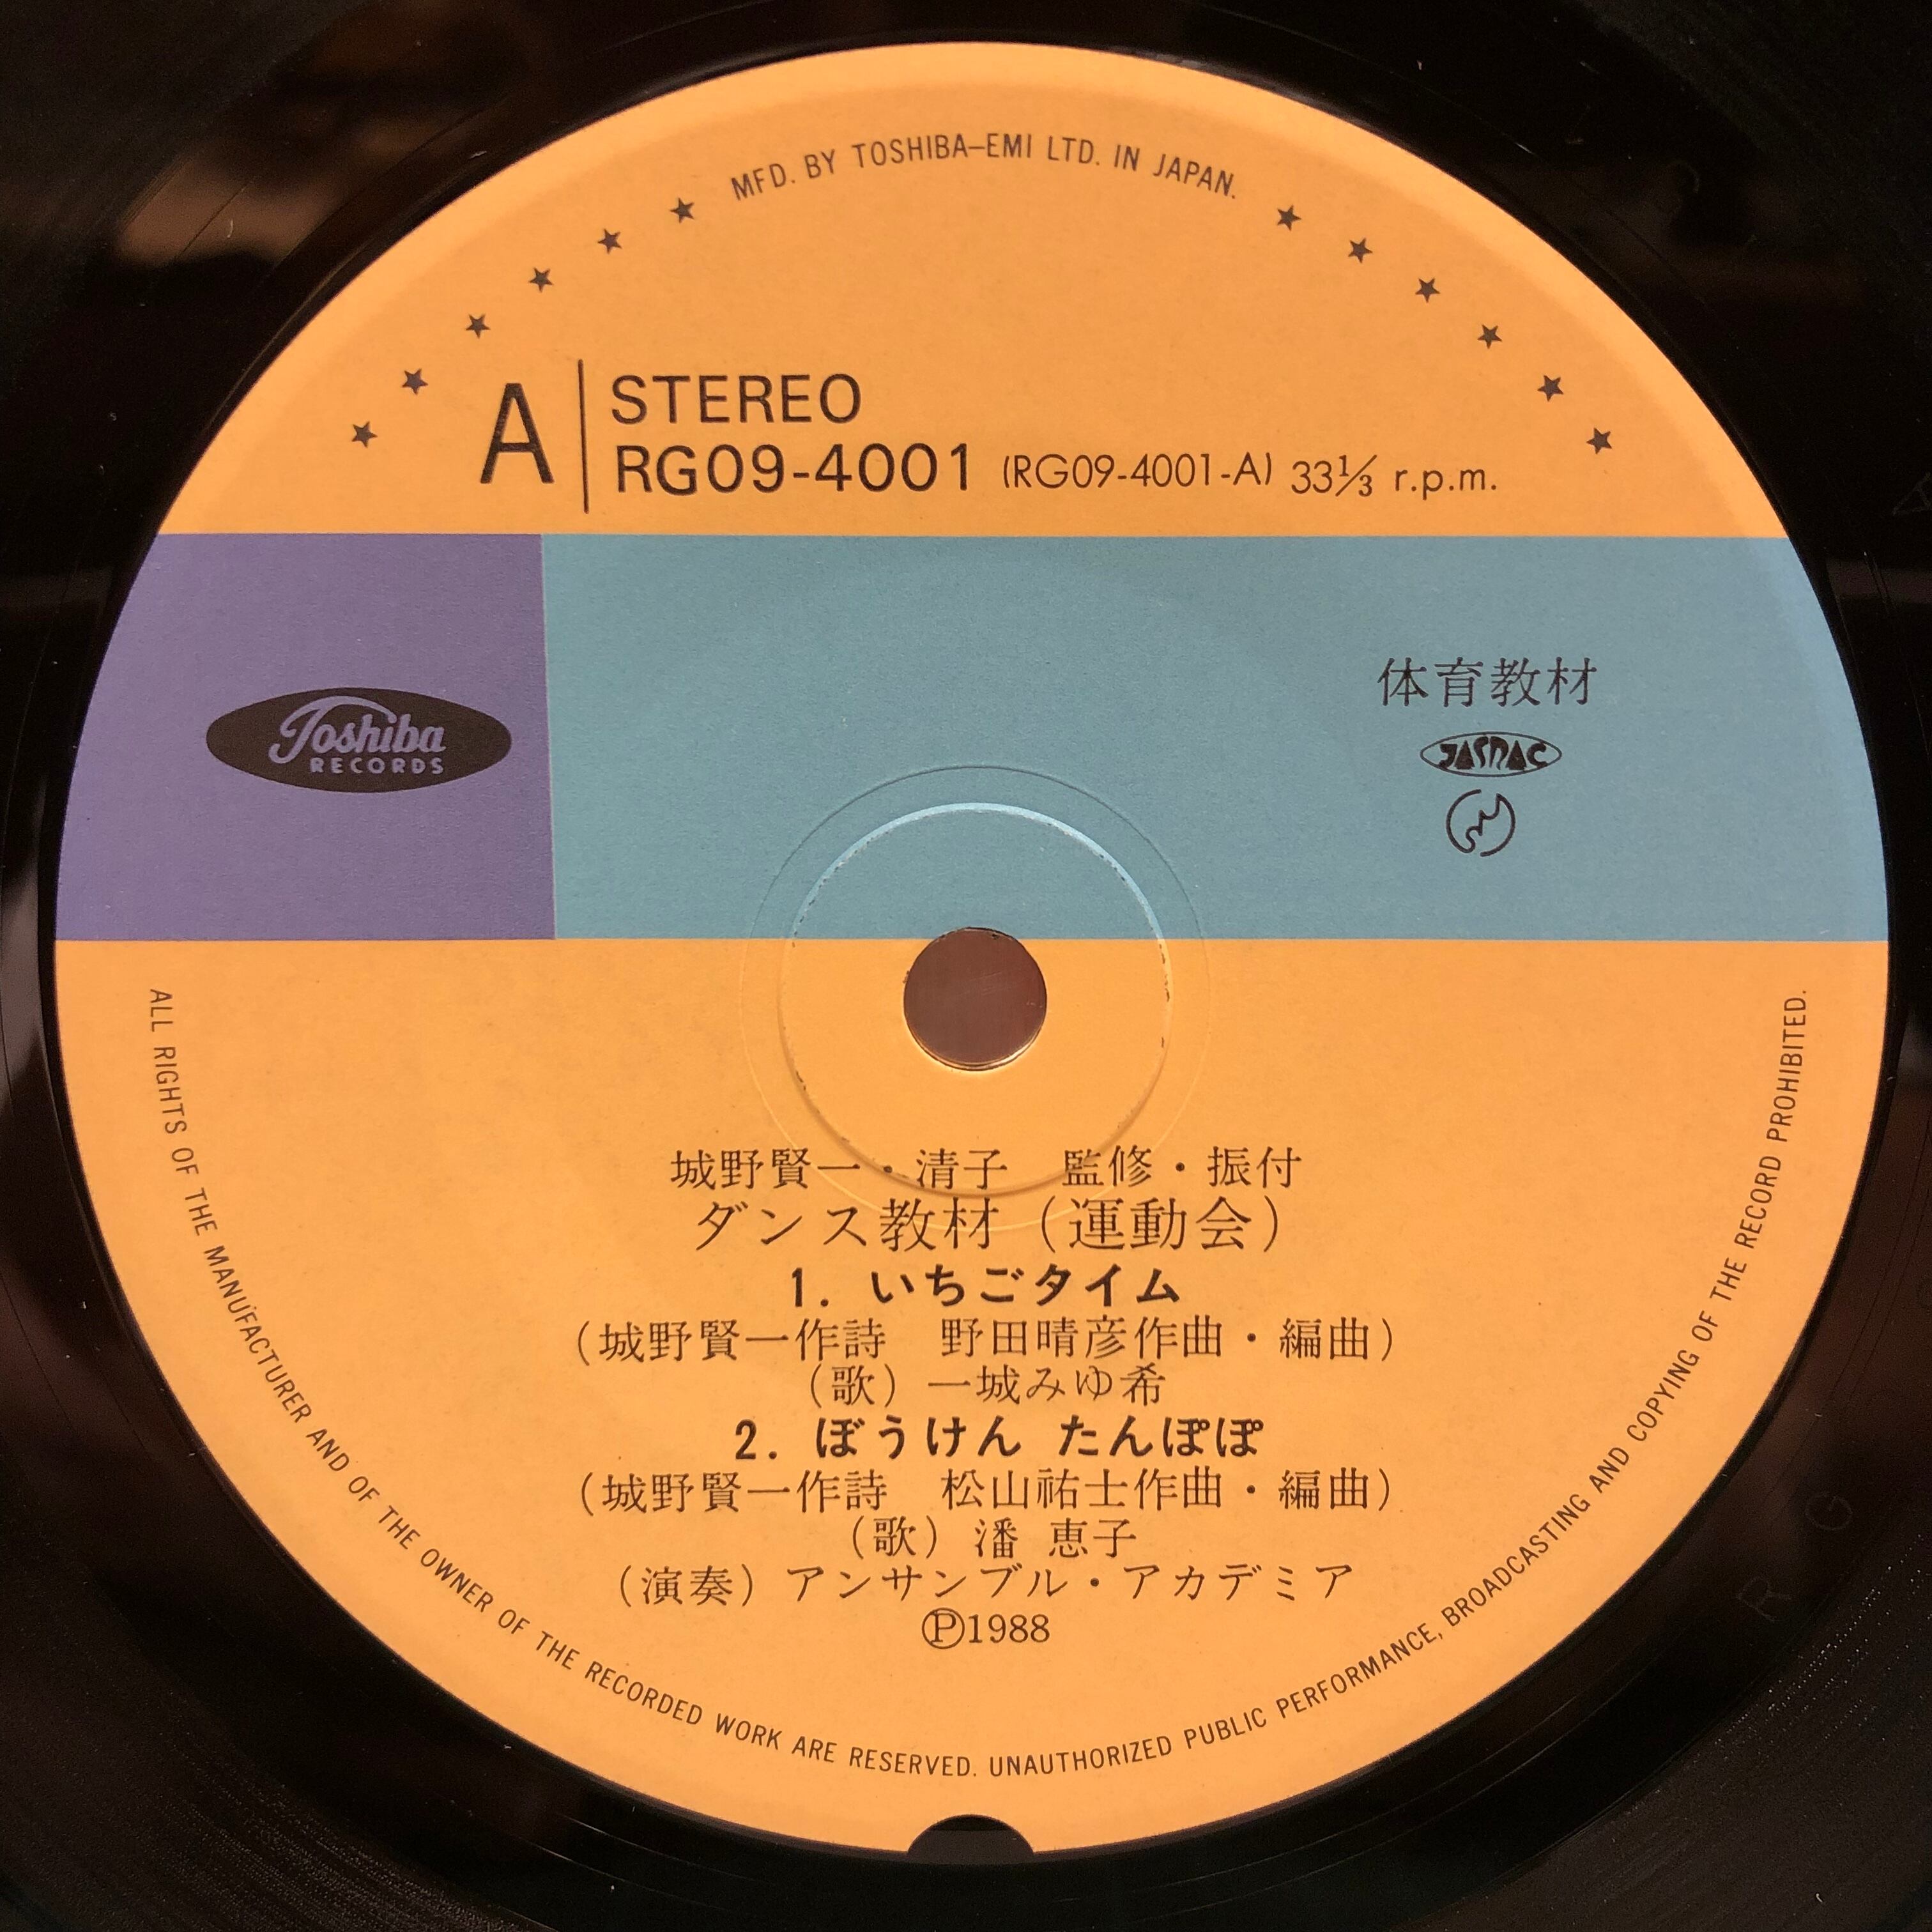 MFD. BY TOSHIBA-EMI LTD. IN JAPAN.
A
STEREO
RG09-4001 (RG09-4001-A) 33⅓ r.p.m.
Toshiba
RECORDS
体育教材
JASRAC
城野賢一・清子　監修・振付
ダンス教材（運動会）
1. いちごタイム
（城野賢一作詩　野田晴彦作曲・編曲）
（歌）一城みゆ希
2. ぼうけん たんぽぽ
（城野賢一作詩　松山祐士作曲・編曲）
（歌）潘 恵子
（演奏）アンサンブル・アカデミア
Ⓟ1988
ALL RIGHTS OF THE MANUFACTURER AND OF THE OWNER OF THE RECORDED WORK ARE RESERVED. UNAUTHORIZED PUBLIC PERFORMANCE, BROADCASTING AND COPYING OF THE RECORD PROHIBITED.